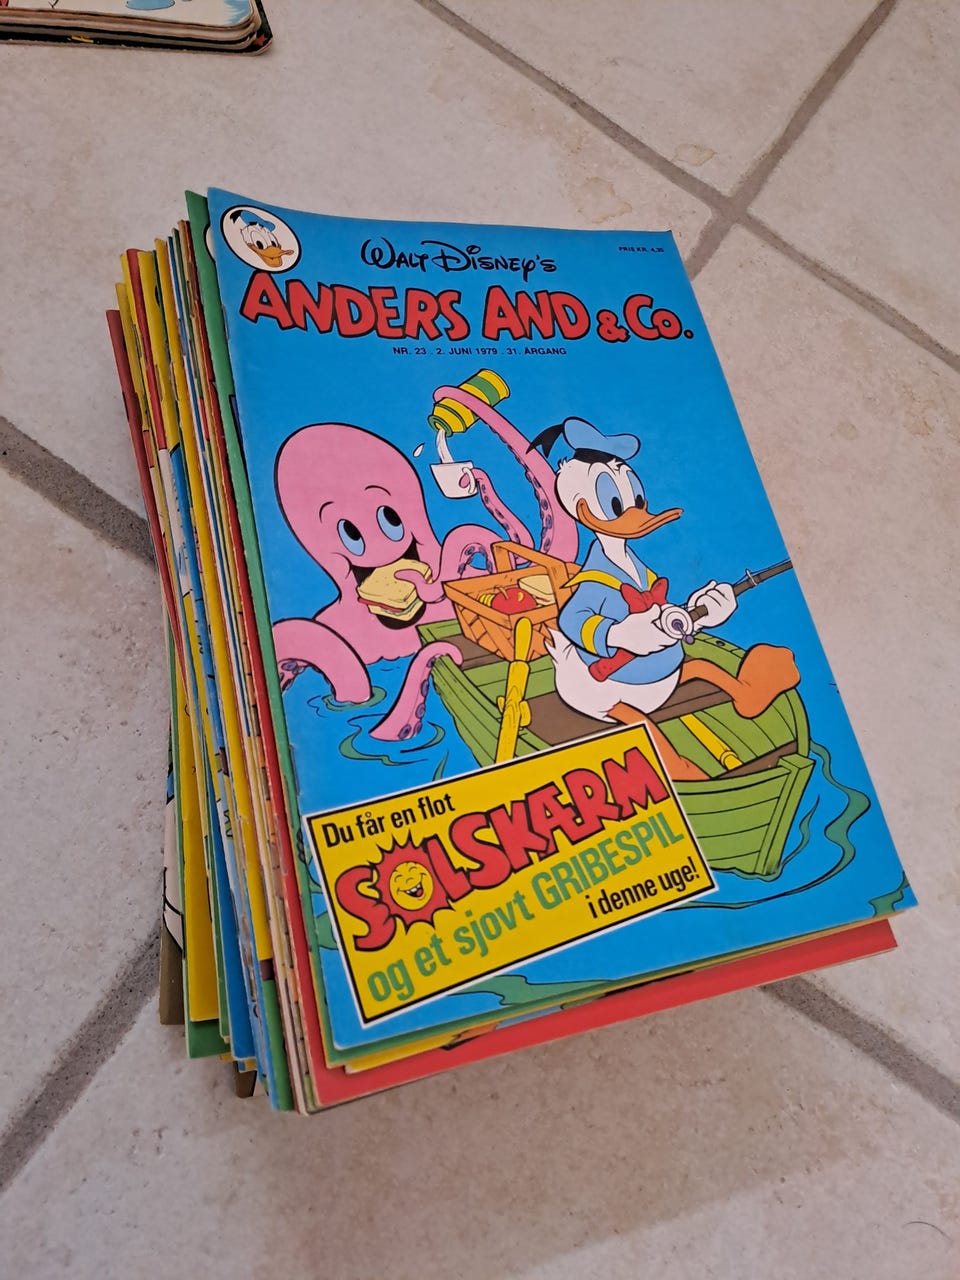 PRIS KR. 4,35
WALT DISNEY'S
ANDERS AND & CO.
NR. 23 . 2. JUNI 1979 . 31. ÅRGANG
Du får en flot
SOLSKÆRM
og et sjovt GRIBESPIL
i denne uge!